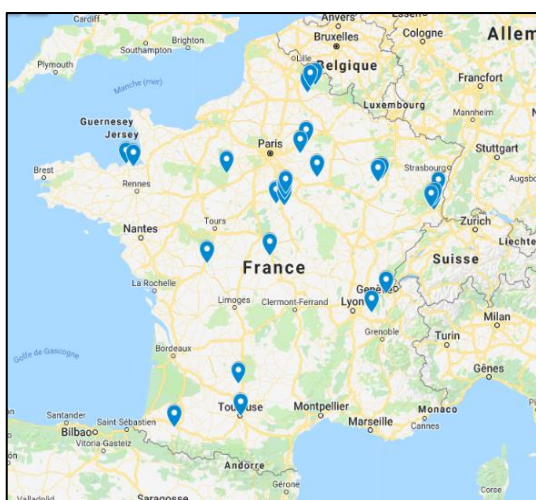 Cardiff
Anvers
Essen
Brighton
Bruxelles
Cologne
Allem
Southampton
Lille
Belgique
Plymouth
Francfort
Manche (mer)
Luxembourg
Mannheim
Guernesey
Jersey
Paris
Stuttgart
Strasbourg
Brest
Rennes
Augsb
Nantes
Tours
Zurich
Liechte
France
Suisse
La Rochelle
Genève
Limoges
Clermont-Ferrand
Lyon
Milan
Grenoble
Turin
Bordeaux
Golfe de Gascogne
Gênes
Montpellier
Monaco
Santander
Saint-Sébastien
Toulouse
Marseille
Cannes
Bilbao
Vitoria-Gasteiz
Andorre
Gérone
Corse
Valladolid
Saragosse